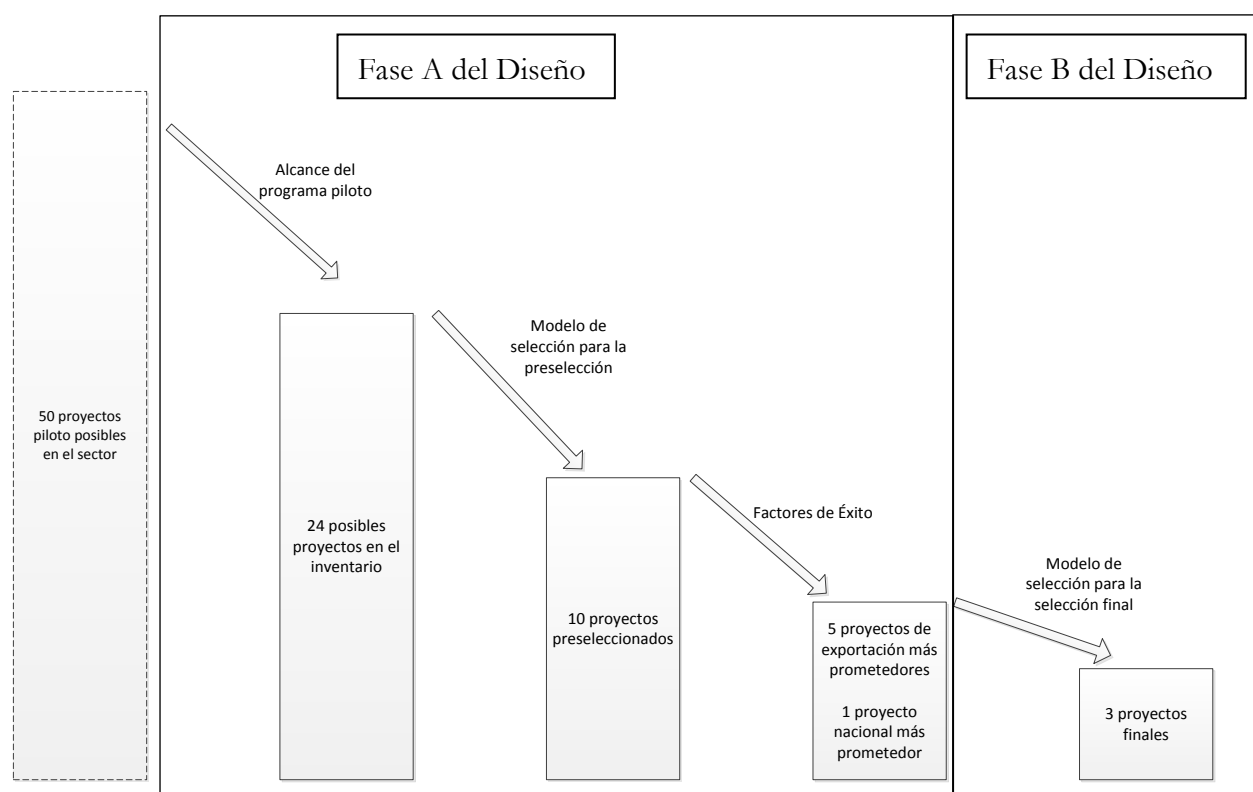 Fase A del Diseño
Fase B del Diseño
Alcance del
programa piloto
Modelo de
selección para la
preselección
50 proyectos
piloto posibles
en el sector
24 posibles
proyectos en el
inventario
Factores de Éxito
10 proyectos
preseleccionados
Modelo de
selección para la
selección final
5 proyectos de
exportación más
prometedores
1 proyecto
nacional más
prometedor
3 proyectos
finales